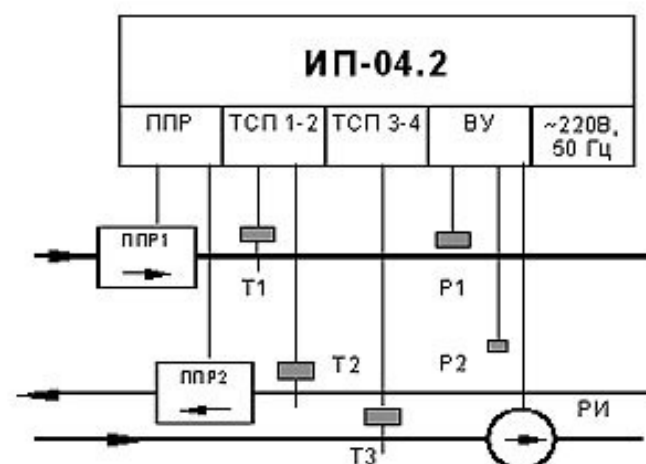 ИП-04.2
ППР
ТСП 1-2
ТСП 3-4
ВУ
~220В,
50 Гц
ППР1
Т1
Р1
Т2
Р2
ППР2
РИ
Т3